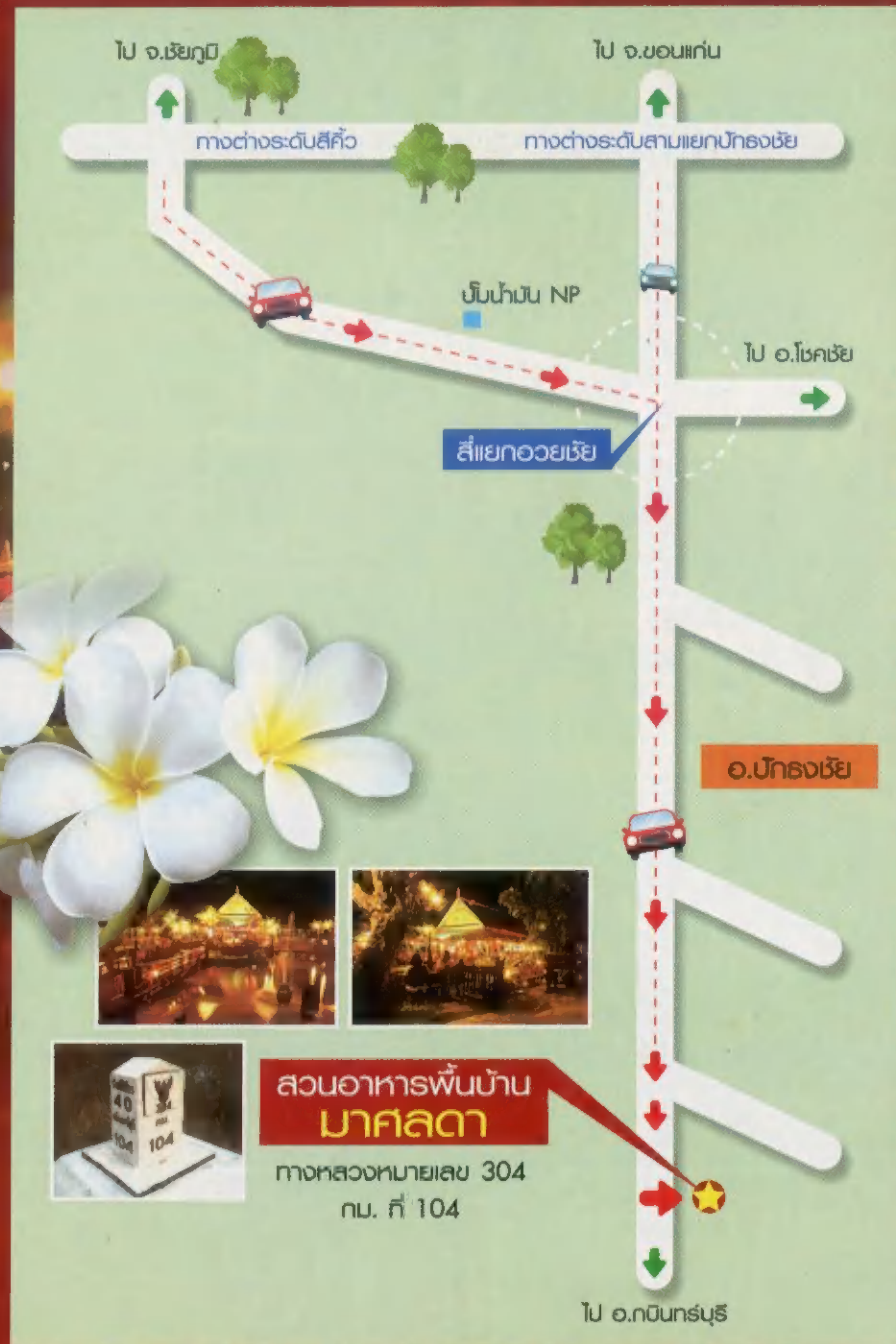 ไป จ.ชัยภูมิ
ไป จ.ขอนแก่น
ทางต่างระดับสีคิ้ว
ทางต่างระดับสามแยกปักธงชัย
ปั๊มน้ำมัน NP
ไป อ.โชคชัย
สี่แยกอวยชัย
อ.ปักธงชัย
40
104
304
กม.
104
สวนอาหารพื้นบ้าน
มาศลดา
ทางหลวงหมายเลข 304
กม. ที่ 104
ไป อ.กบินทร์บุรี